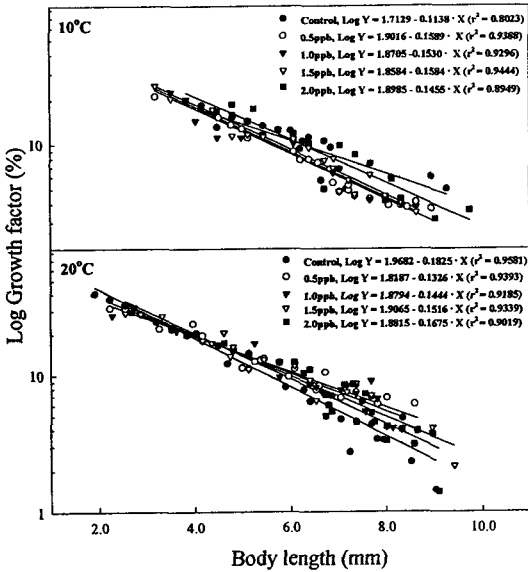 10°C
Control, Log Y = 1.7129 - 0.1138 · X (r² = 0.8023)
0.5ppb, Log Y = 1.9016 - 0.1589 · X (r² = 0.9388)
1.0ppb, Log Y = 1.8705 - 0.1530 · X (r² = 0.9296)
1.5ppb, Log Y = 1.8584 - 0.1584 · X (r² = 0.9444)
2.0ppb, Log Y = 1.8985 - 0.1455 · X (r² = 0.8949)
10
Log Growth factor (%)
20°C
Control, Log Y = 1.9682 - 0.1825 · X (r² = 0.9581)
0.5ppb, Log Y = 1.8187 - 0.1326 · X (r² = 0.9393)
1.0ppb, Log Y = 1.8794 - 0.1444 · X (r² = 0.9185)
1.5ppb, Log Y = 1.9065 - 0.1516 · X (r² = 0.9339)
2.0ppb, Log Y = 1.8815 - 0.1675 · X (r² = 0.9019)
10
1
2.0 4.0 6.0 8.0 10.0
Body length (mm)